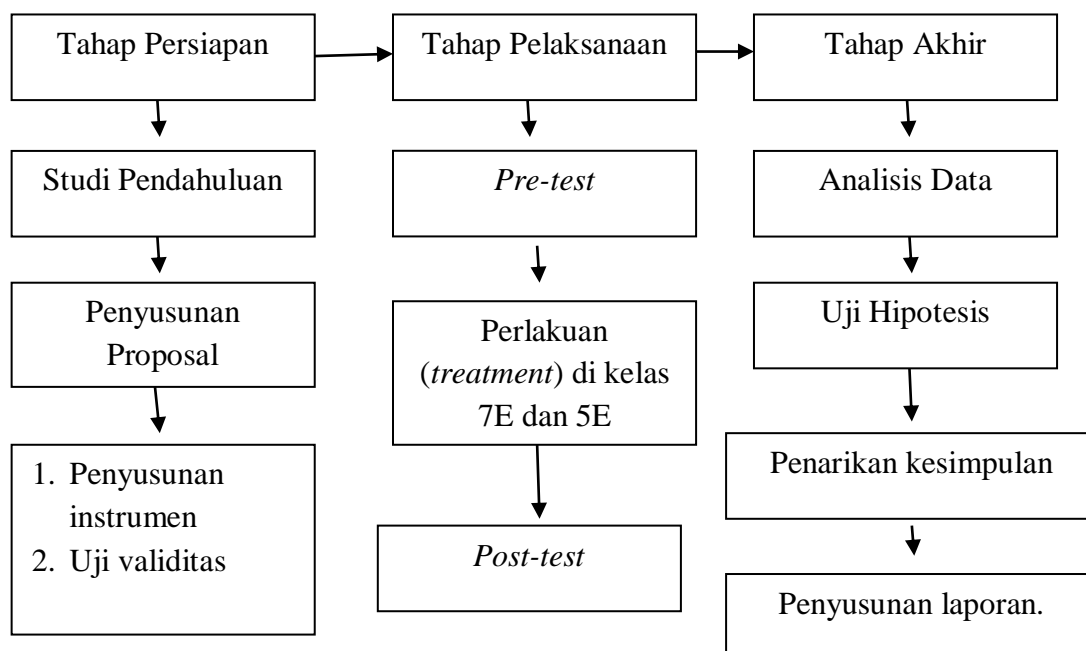 Tahap Persiapan
Studi Pendahuluan
Penyusunan
Proposal
1. Penyusunan
instrumen
2. Uji validitas
Tahap Pelaksanaan
Pre-test
Perlakuan
(treatment) di kelas
7E dan 5E
Post-test
Tahap Akhir
Analisis Data
Uji Hipotesis
Penarikan kesimpulan
Penyusunan laporan.